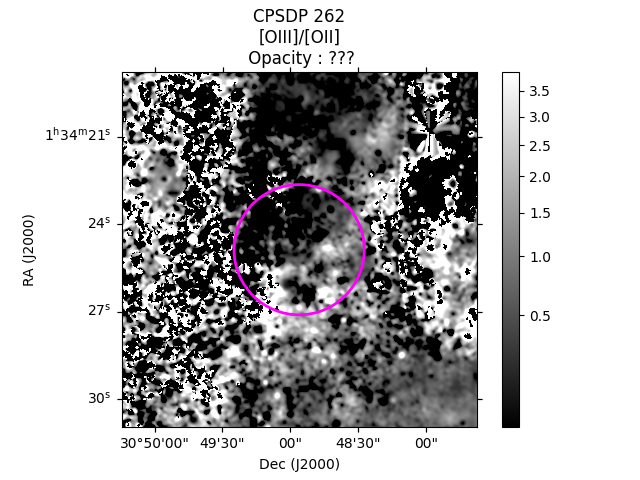 CPSDP 262
[OIII]/[OII]
Opacity : ???
1ʰ34ᵐ21ˢ
24ˢ
27ˢ
30ˢ
RA (J2000)
30°50'00" 49'30" 00" 48'30" 00"
Dec (J2000)
3.5
3.0
2.5
2.0
1.5
1.0
0.5